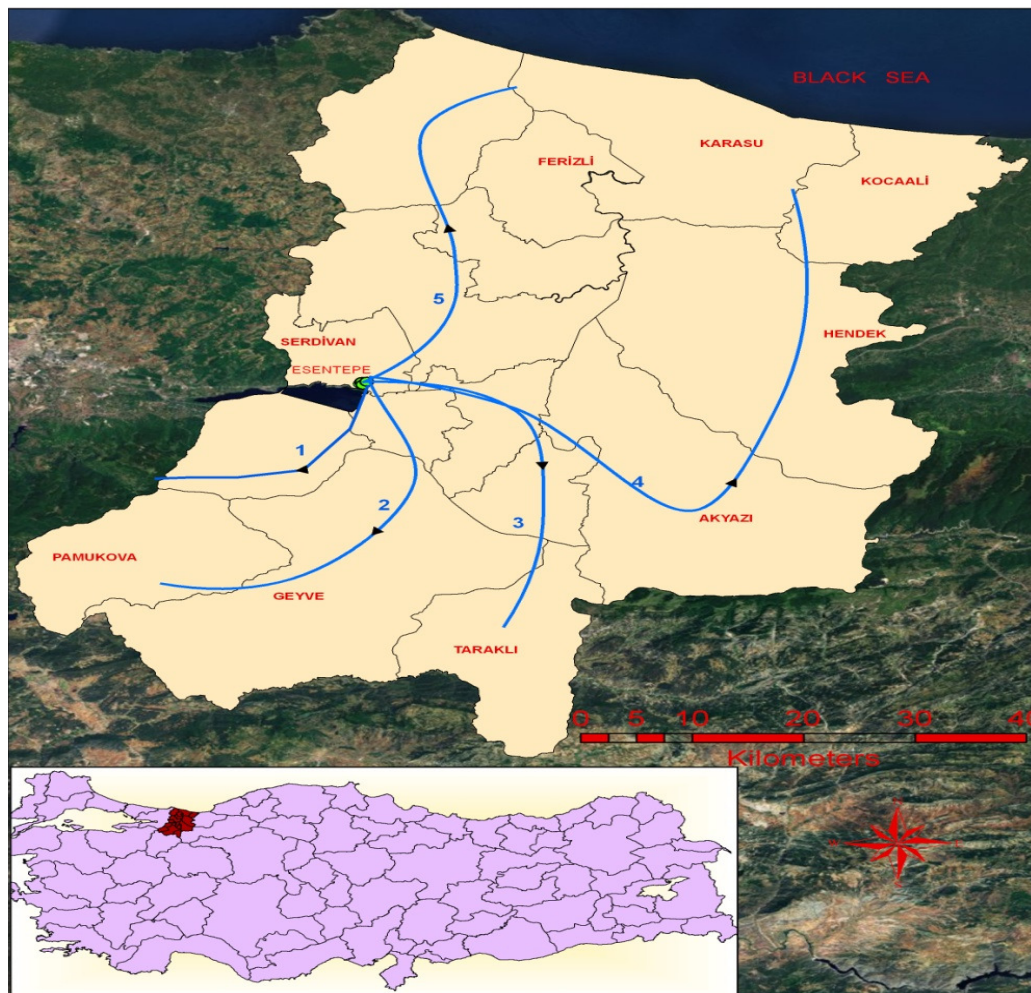 BLACK SEA
KARASU
FERİZLİ
KOCAALİ
5
SERDİVAN
HENDEK
ESENTEPE
1
4
2
3
AKYAZI
PAMUKOVA
GEYVE
TARAKLI
0 5 10 20 30 40
Kilometers